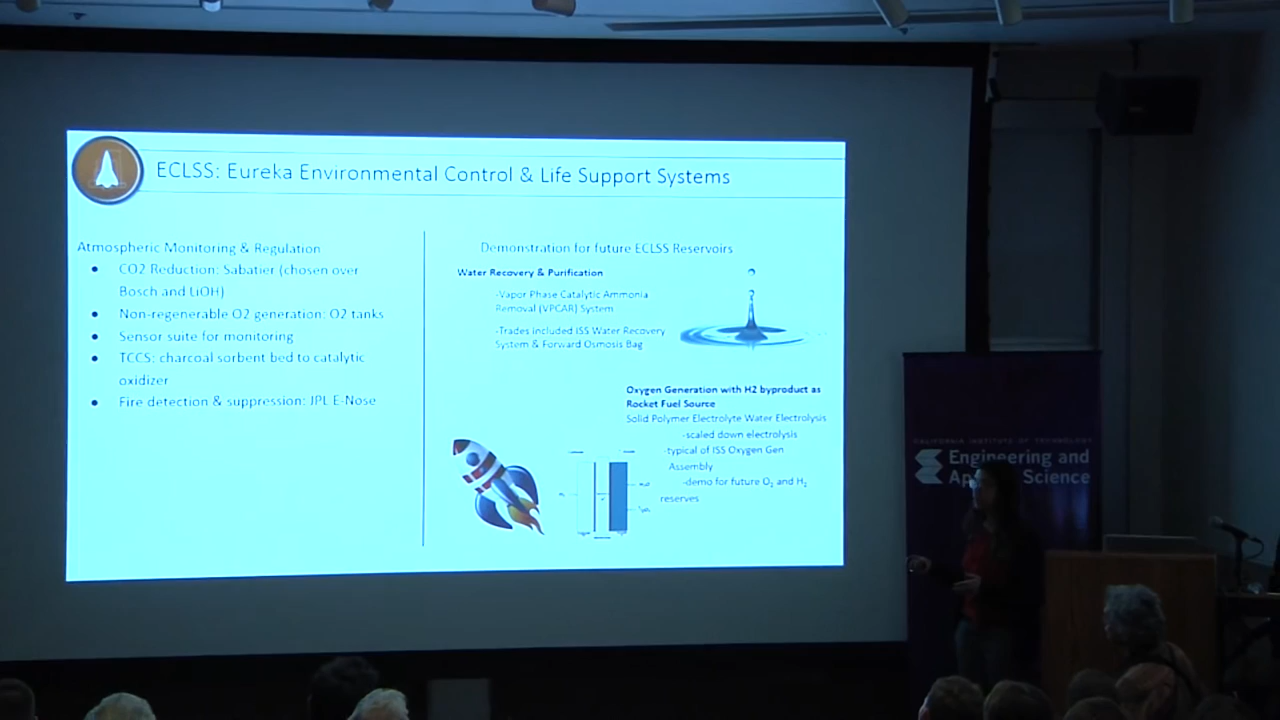 ECLSS: Eureka Environmental Control & Life Support Systems
Atmospheric Monitoring & Regulation
● CO2 Reduction: Sabatier (chosen over
Bosch and LiOH)
● Non-regenerable O2 generation: O2 tanks
● Sensor suite for monitoring
● TCCS: charcoal sorbent bed to catalytic
oxidizer
● Fire detection & suppression: JPL E-Nose
Demonstration for future ECLSS Reservoirs
Water Recovery & Purification
-Vapor Phase Catalytic Ammonia
Removal (VPCAR) System
-Trades included ISS Water Recovery
System & Forward Osmosis Bag
Oxygen Generation with H2 byproduct as
Rocket Fuel Source
Solid Polymer Electrolyte Water Electrolysis
-scaled down electrolysis
-typical of ISS Oxygen Gen
Assembly
-demo for future O₂ and H₂
reserves
CALIFORNIA INSTITUTE OF TECHNOLOGY
Engineering and
Science